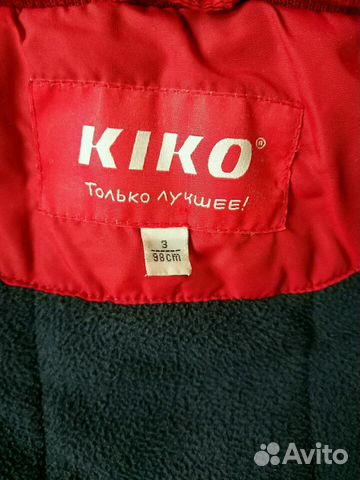 KIKO®
Только лучшее!
3
98cm
Avito